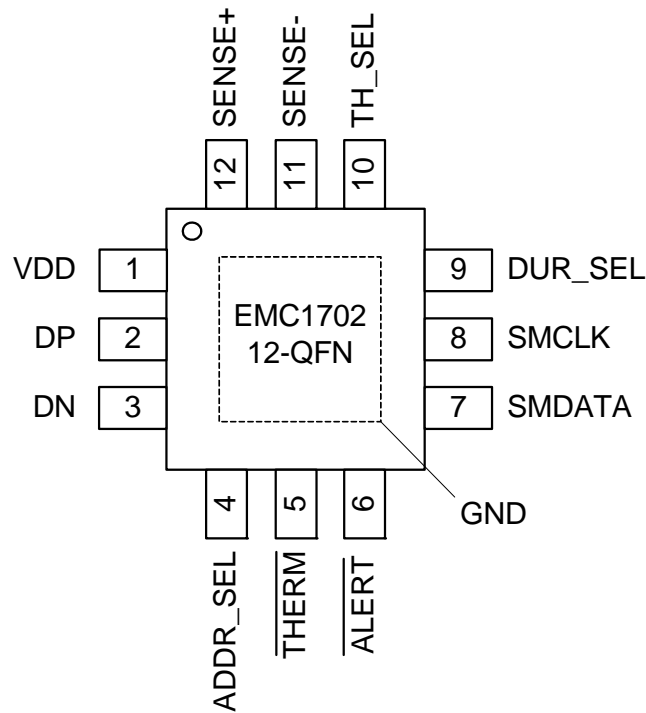 SENSE+
SENSE-
TH_SEL
12
11
10
VDD
1
9
DUR_SEL
DP
2
EMC1702
12-QFN
8
SMCLK
DN
3
7
SMDATA
4
5
6
GND
ADDR_SEL
THERM
ALERT